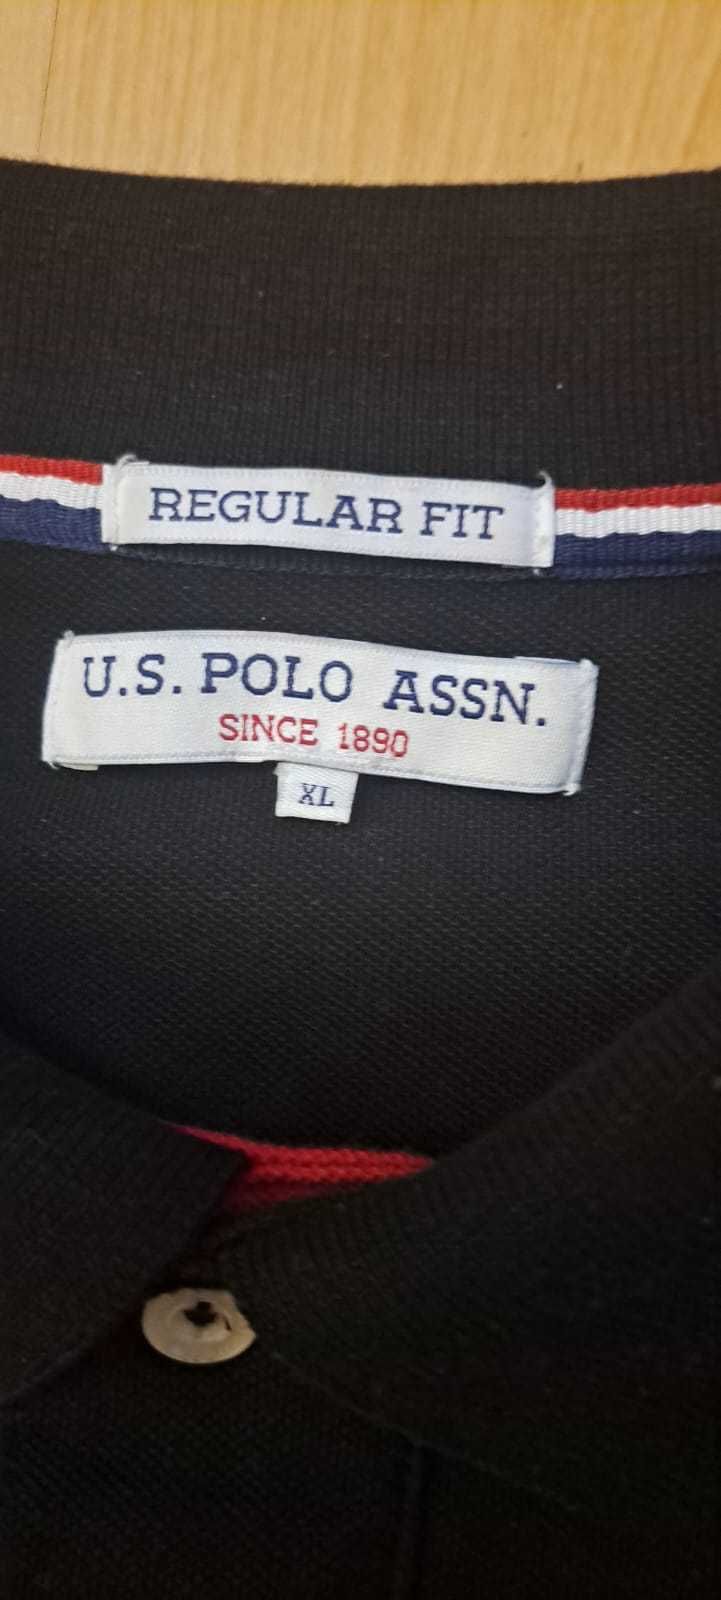 REGULAR FIT
U.S. POLO ASSN.
SINCE 1890
XL